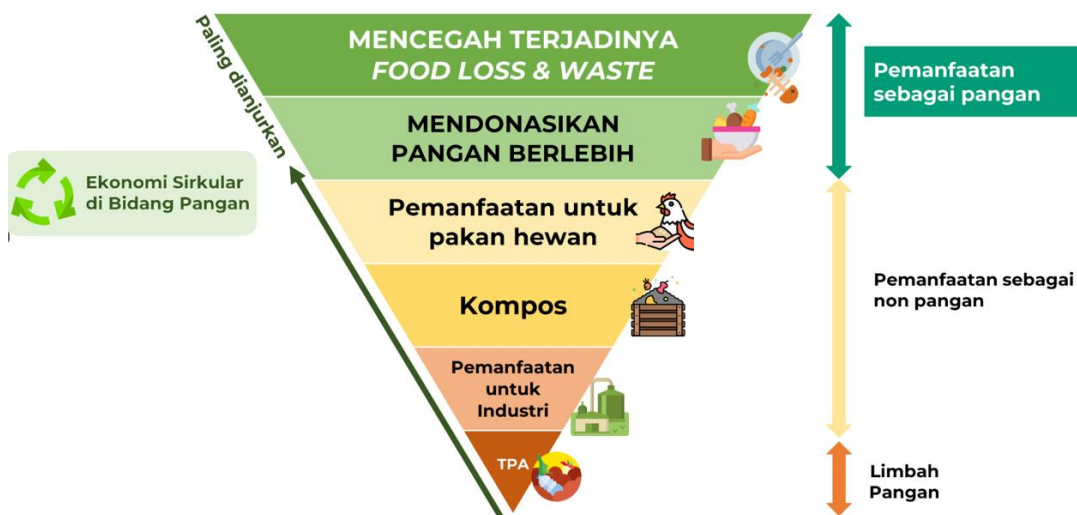 Paling dianjurkan
MENCEGAH TERJADINYA
FOOD LOSS & WASTE
MENDONASIKAN
PANGAN BERLEBIH
Pemanfaatan untuk
pakan hewan
Kompos
Pemanfaatan
untuk
Industri
TPA
Ekonomi Sirkular
di Bidang Pangan
Pemanfaatan
sebagai pangan
Pemanfaatan sebagai
non pangan
Limbah
Pangan